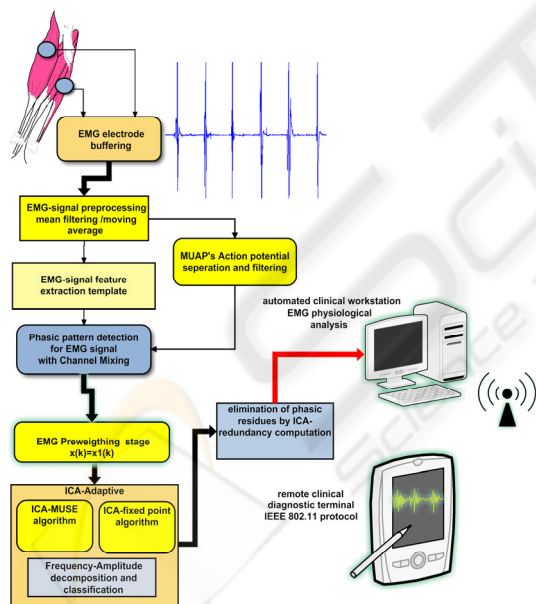 EMG electrode
buffering
EMG-signal preprocessing
mean filtering /moving
average
MUAP's Action potential
seperation and filtering
EMG-signal feature
extraction template
automated clinical workstation
EMG physiological
analysis
Phasic pattern detection
for EMG signal
with Channel Mixing
elimination of phasic
residues by ICA-
redundancy computation
EMG Preweigthing stage
x(k)=x1(k)
remote clinical
diagnostic terminal
IEEE 802.11 protocol
ICA-Adaptive
ICA-MUSE
algorithm
ICA-fixed point
algorithm
Frequency-Amplitude
decomposition and
classification